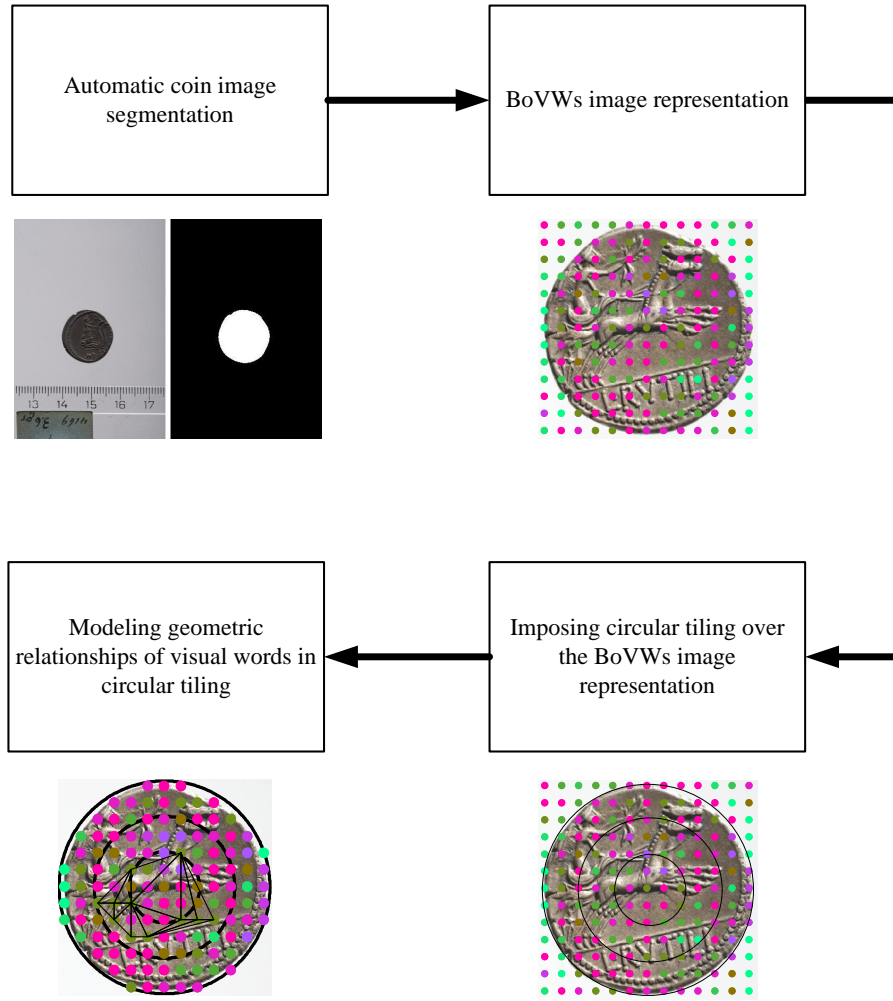 Automatic coin image
segmentation
BoVWs image representation
13 14 15 16 17
Modeling geometric
relationships of visual words in
circular tiling
Imposing circular tiling over
the BoVWs image
representation